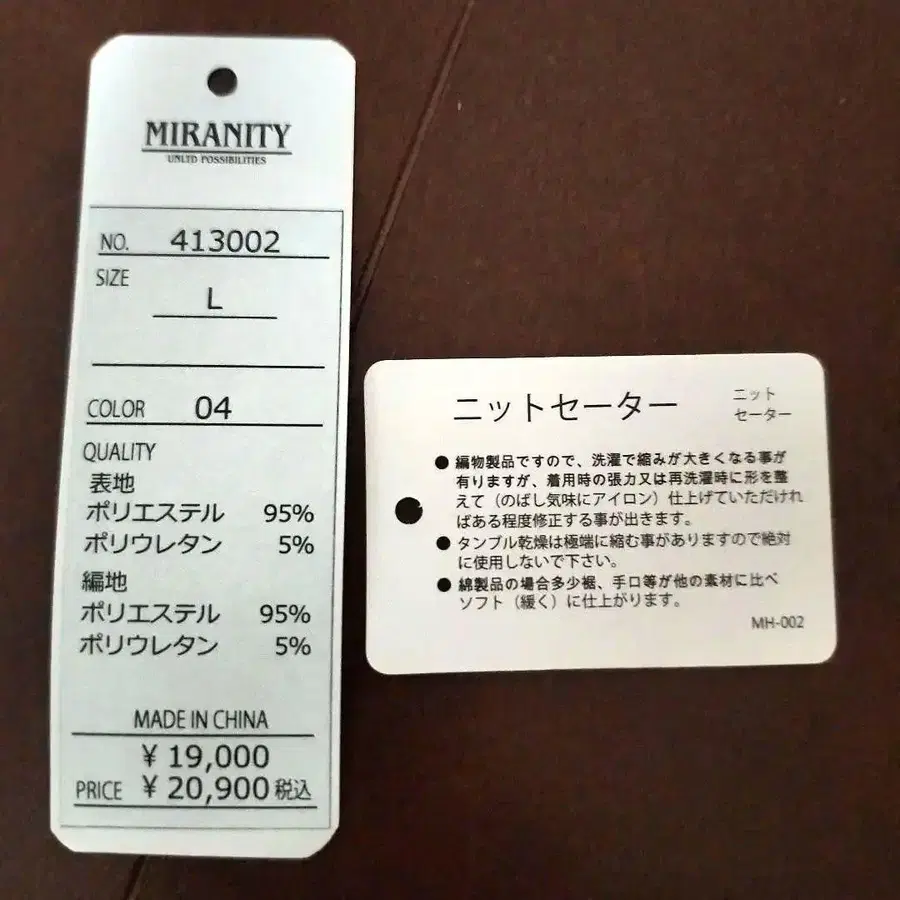 MIRANITY
UNLTD POSSIBILITIES
NO. 413002
SIZE
L
COLOR 04
QUALITY
表地
ポリエステル 95%
ポリウレタン 5%
編地
ポリエステル 95%
ポリウレタン 5%
MADE IN CHINA
¥ 19,000
PRICE ¥ 20,900 税込
ニットセーター
ニット
セーター
● 編物製品ですので、洗濯で縮みが大きくなる事が
有りますが、着用時の張力又は再洗濯時に形を整
えて（のばし気味にアイロン）仕上げていただけれ
ばある程度修正する事が出きます。
● タンブル乾燥は極端に縮む事がありますので絶対
に使用しないで下さい。
● 綿製品の場合多少裾、手口等が他の素材に比べ
ソフト（緩く）に仕上がります。
MH-002